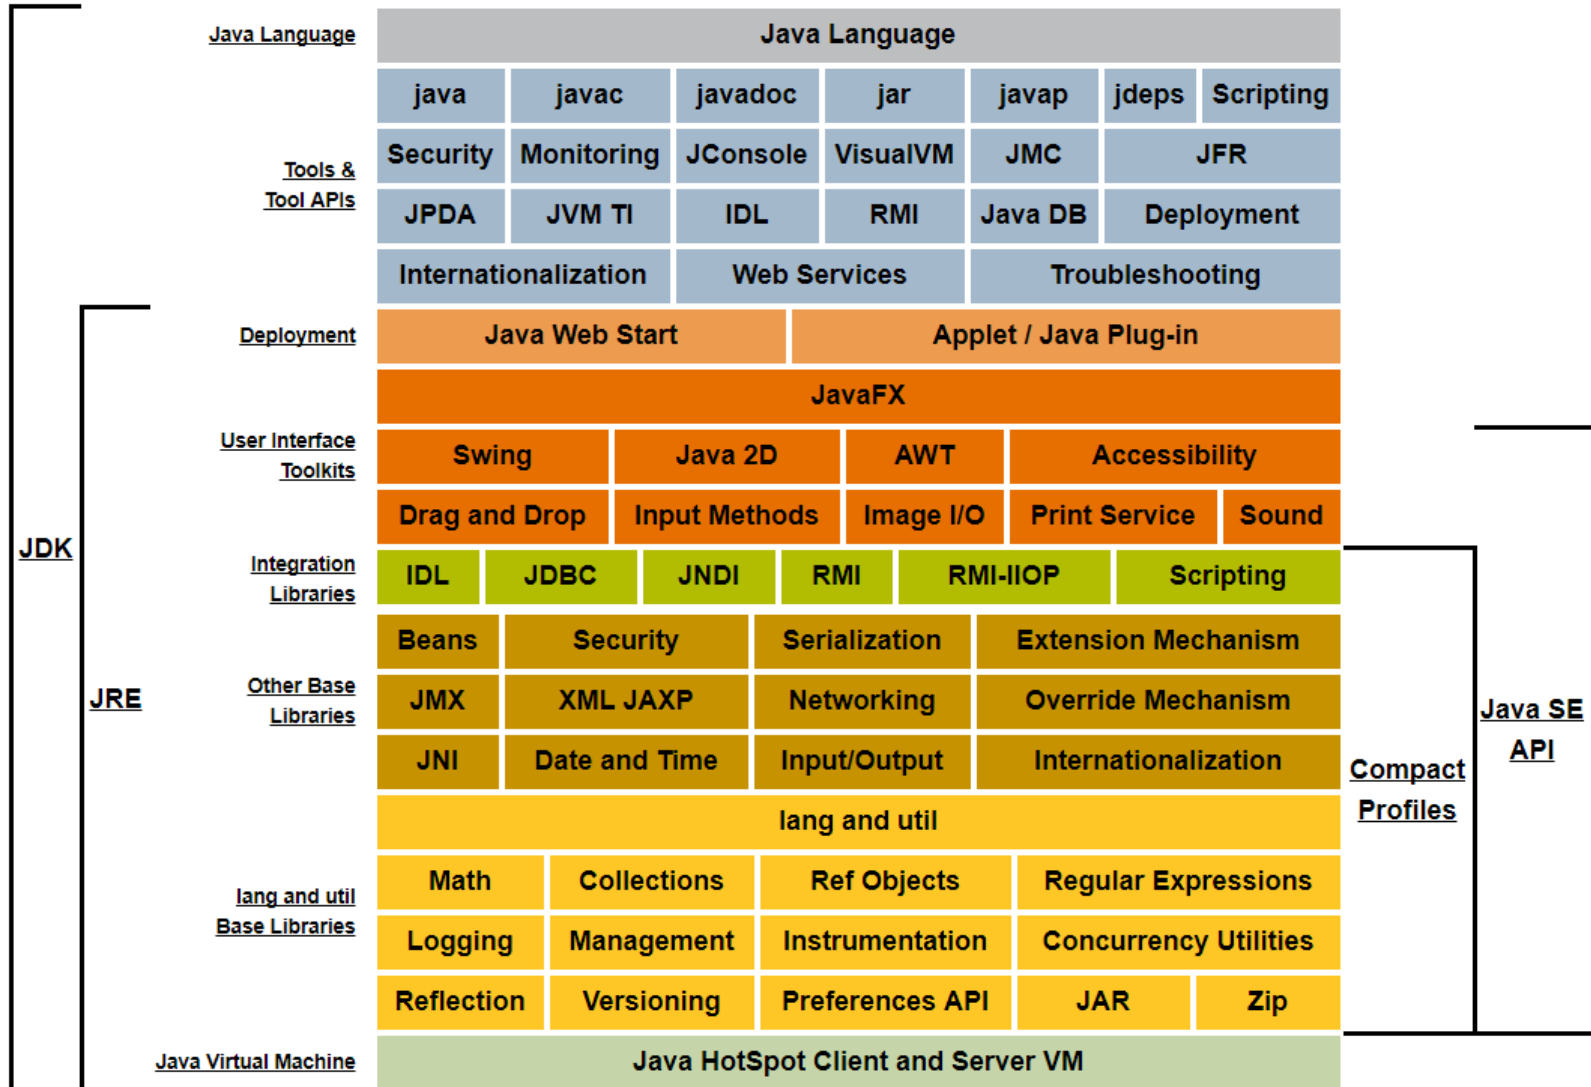 Java Language
Java Language
java javac javadoc jar javap jdeps Scripting
Tools &
Tool APIs
Security Monitoring JConsole VisualVM JMC JFR
JPDA JVM TI IDL RMI Java DB Deployment
Internationalization Web Services Troubleshooting
Deployment
Java Web Start Applet / Java Plug-in
JavaFX
User Interface
Toolkits
Swing Java 2D AWT Accessibility
Drag and Drop Input Methods Image I/O Print Service Sound
JDK
Integration
Libraries
IDL JDBC JNDI RMI RMI-IIOP Scripting
JRE
Other Base
Libraries
Beans Security Serialization Extension Mechanism
JMX XML JAXP Networking Override Mechanism
JNI Date and Time Input/Output Internationalization
Java SE
API
Compact
Profiles
lang and util
lang and util
Base Libraries
Math Collections Ref Objects Regular Expressions
Logging Management Instrumentation Concurrency Utilities
Reflection Versioning Preferences API JAR Zip
Java Virtual Machine
Java HotSpot Client and Server VM